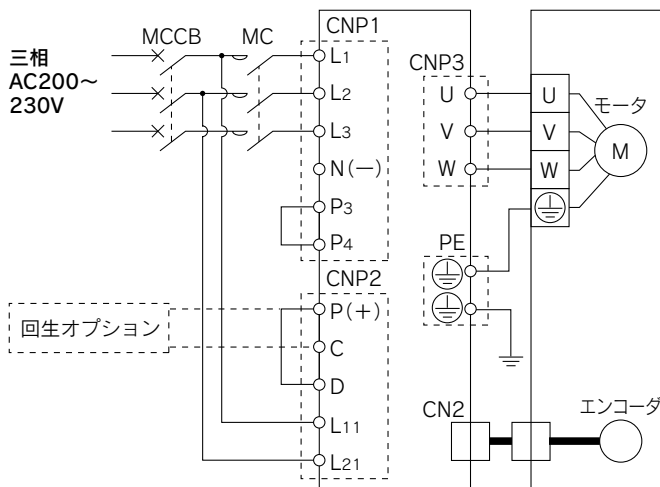 三相
AC200～
230V
MCCB
MC
CNP1
L1
L2
L3
N(－)
P3
P4
CNP2
P(＋)
C
D
L11
L21
回生オプション
CNP3
U
V
W
PE
CN2
U
V
W
モータ
M
エンコーダ